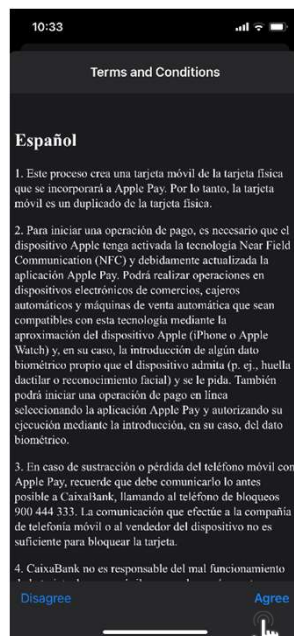 10:33
Terms and Conditions
Español
1. Este proceso crea una tarjeta móvil de la tarjeta física
que se incorporará a Apple Pay. Por lo tanto, la tarjeta
móvil es un duplicado de la tarjeta física.
2. Para iniciar una operación de pago, es necesario que el
dispositivo Apple tenga activada la tecnología Near Field
Communication (NFC) y debidamente actualizada la
aplicación Apple Pay. Podrá realizar operaciones en
dispositivos electrónicos de comercios, cajeros
automáticos y máquinas de venta automática que sean
compatibles con esta tecnología mediante la
aproximación del dispositivo Apple (iPhone o Apple
Watch) y, en su caso, la introducción de algún dato
biométrico propio que el dispositivo admita (p. ej., huella
dactilar o reconocimiento facial) y se le pida. También
podrá iniciar una operación de pago en línea
seleccionando la aplicación Apple Pay y autorizando su
ejecución mediante la introducción, en su caso, del dato
biométrico.
3. En caso de sustracción o pérdida del teléfono móvil con
Apple Pay, recuerde que debe comunicarlo lo antes
posible a CaixaBank, llamando al teléfono de bloqueos
900 444 333. La comunicación que efectúe a la compañía
de telefonía móvil o al vendedor del dispositivo no es
suficiente para bloquear la tarjeta.
4. CaixaBank no es responsable del mal funcionamiento
Disagree
Agree